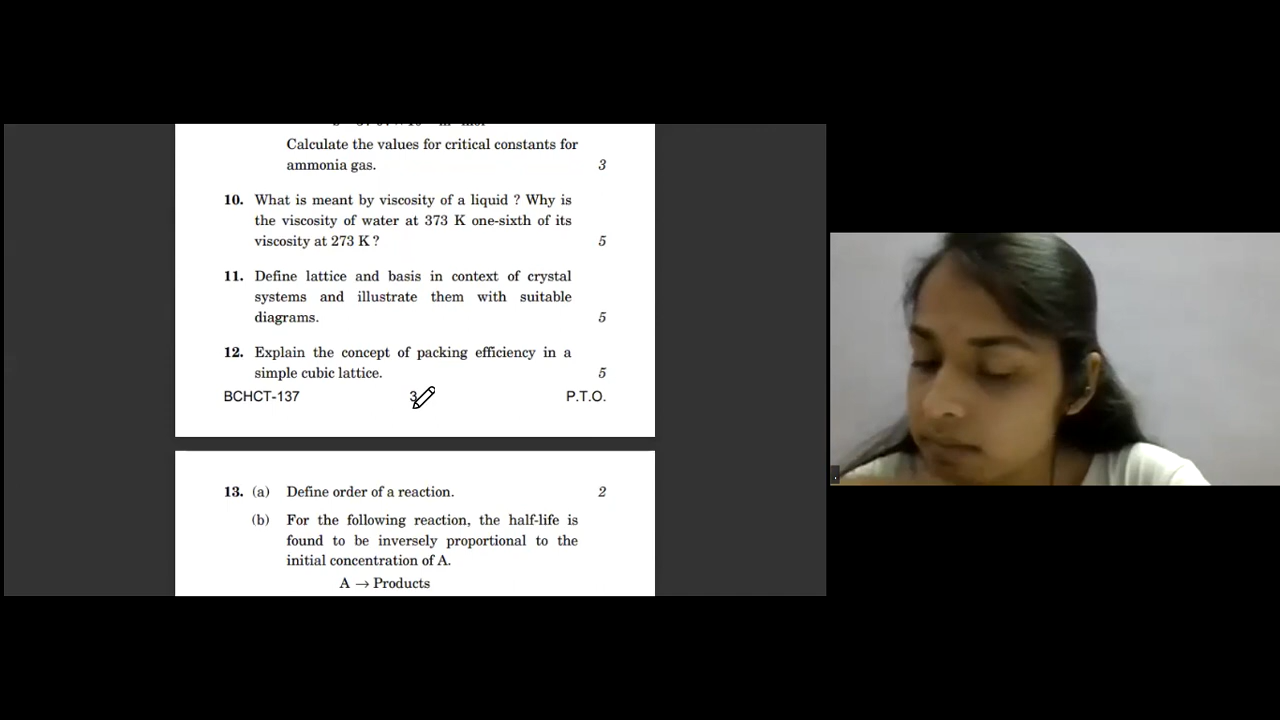 Calculate the values for critical constants for
ammonia gas. 3
10. What is meant by viscosity of a liquid ? Why is
the viscosity of water at 373 K one-sixth of its
viscosity at 273 K ? 5
11. Define lattice and basis in context of crystal
systems and illustrate them with suitable
diagrams. 5
12. Explain the concept of packing efficiency in a
simple cubic lattice. 5
BCHCT-137 3 P.T.O.
13. (a) Define order of a reaction. 2
(b) For the following reaction, the half-life is
found to be inversely proportional to the
initial concentration of A.
A → Products